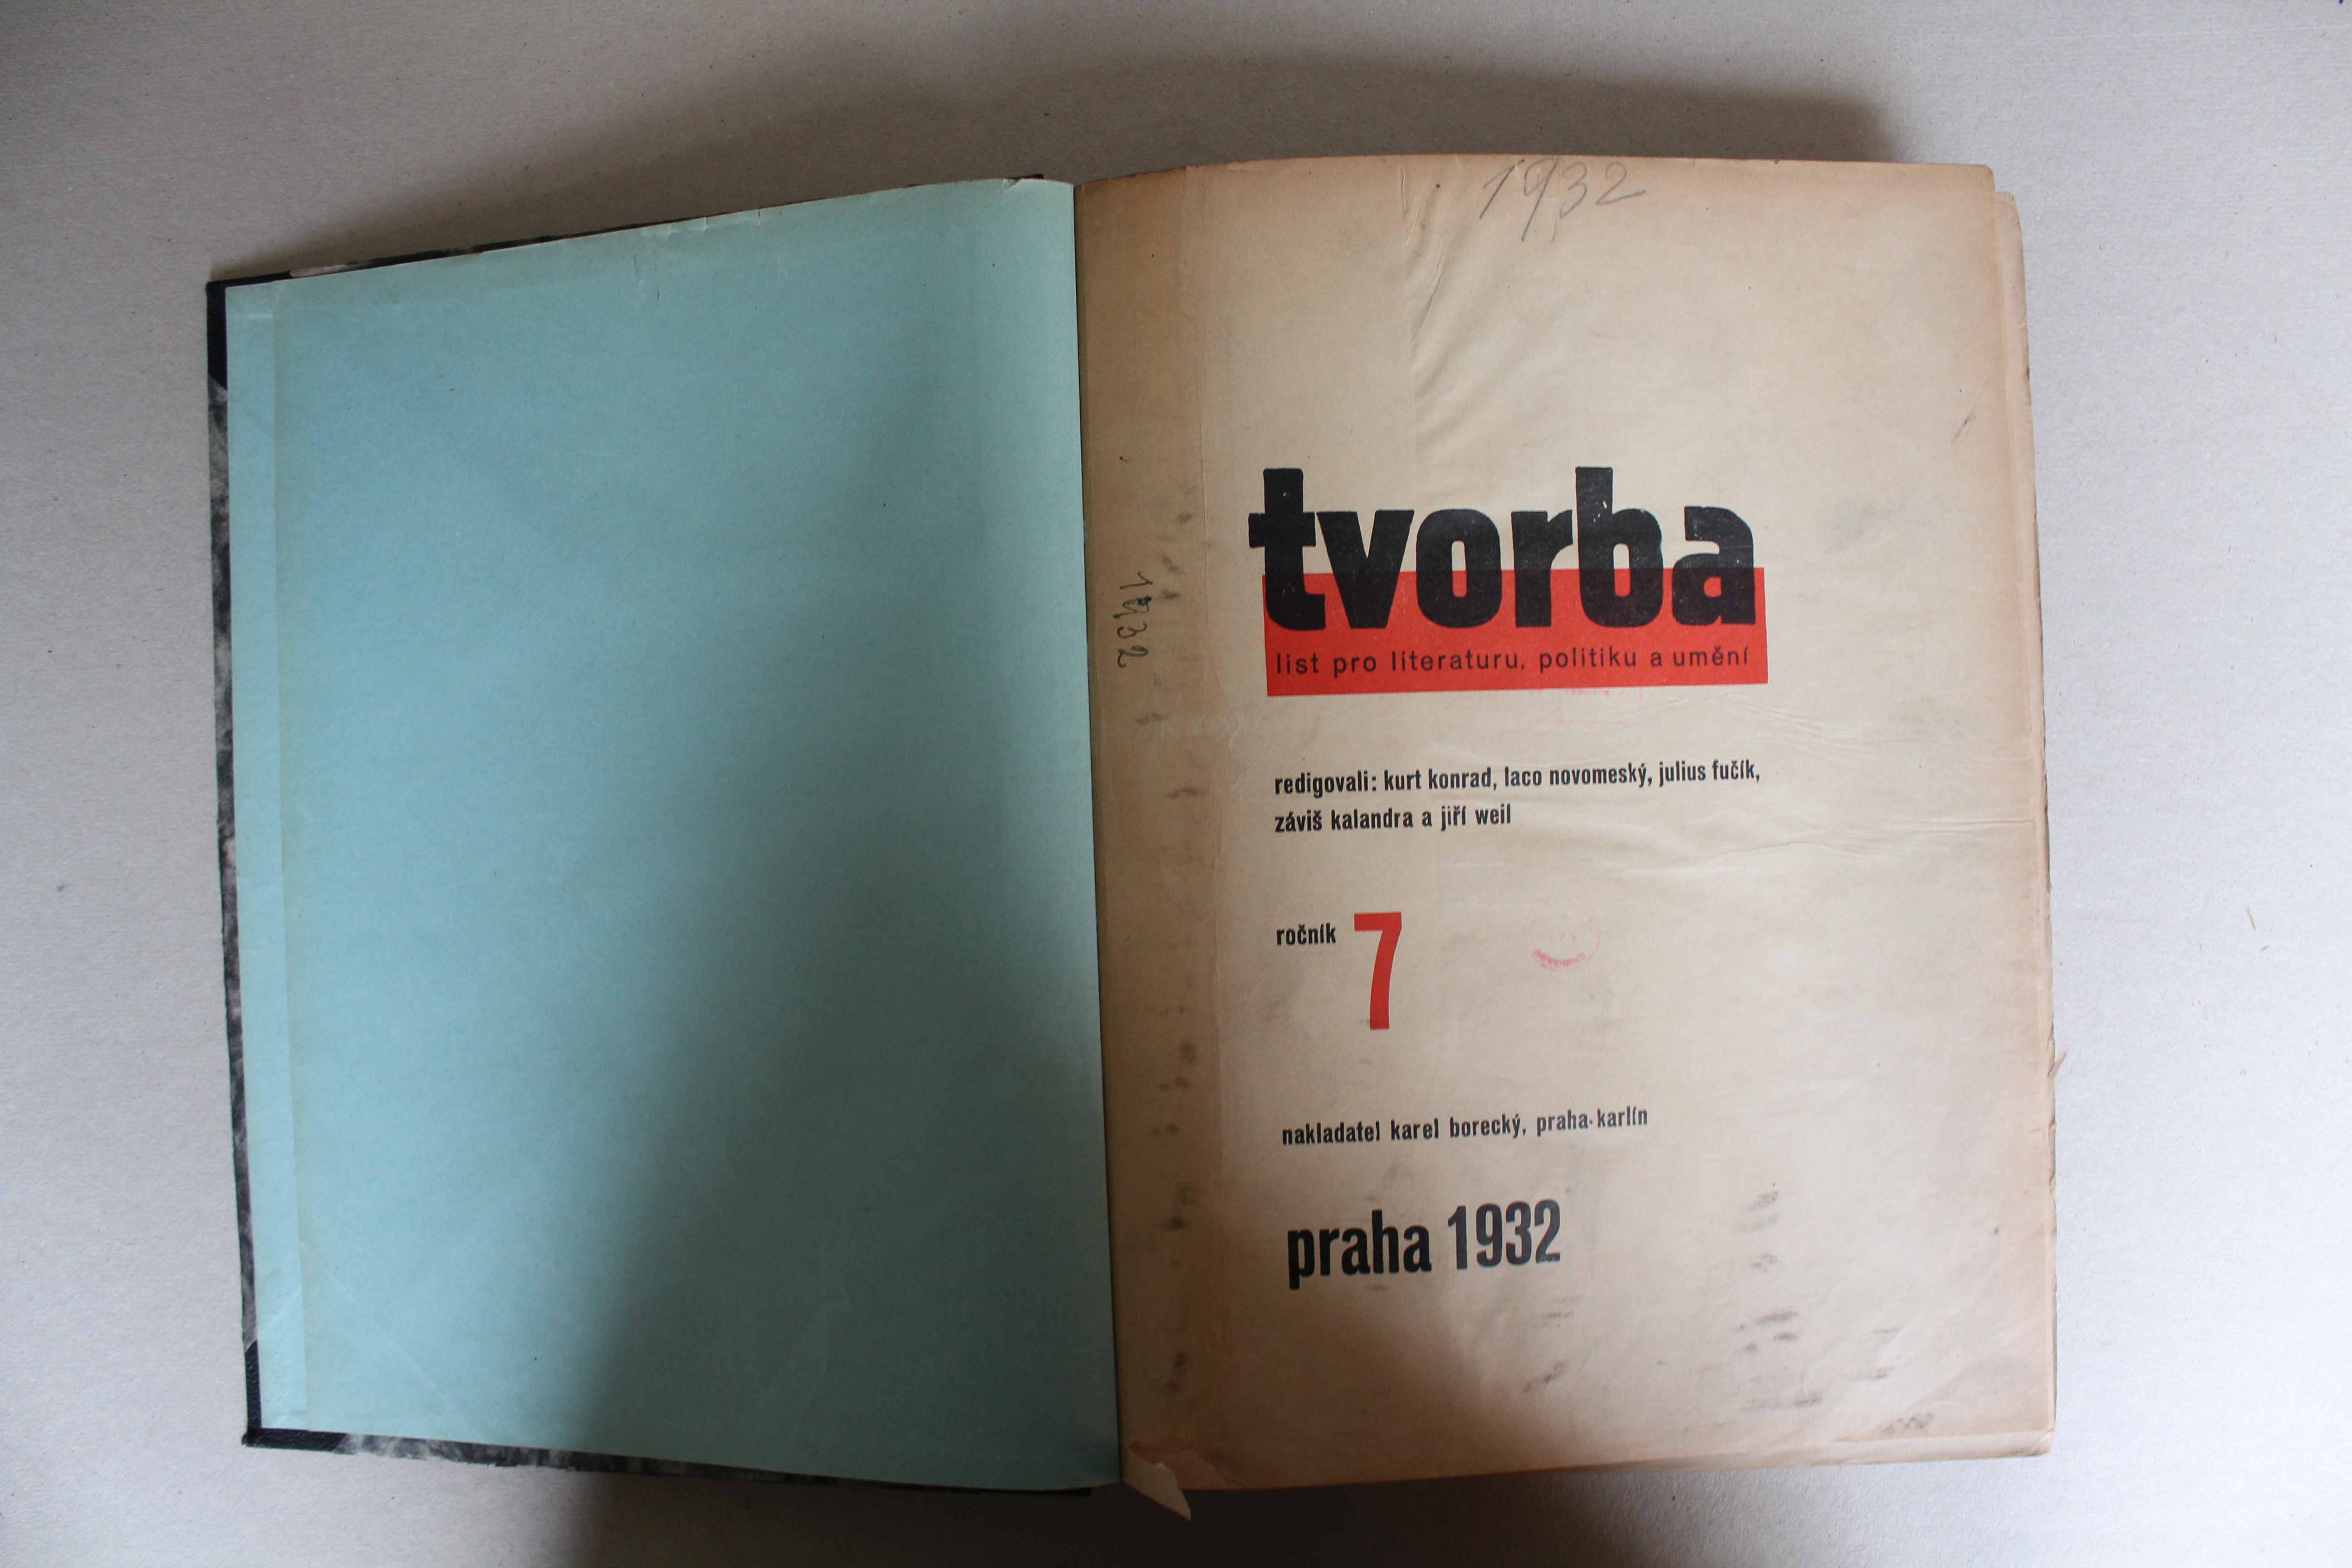 1932
1932
tvorba
list pro literaturu, politiku a umění
redigovali: kurt konrad, laco novomeský, julius fučík,
záviš kalandra a jiří weil
ročník 7
nakladatel karel borecký, praha-karlín
praha 1932